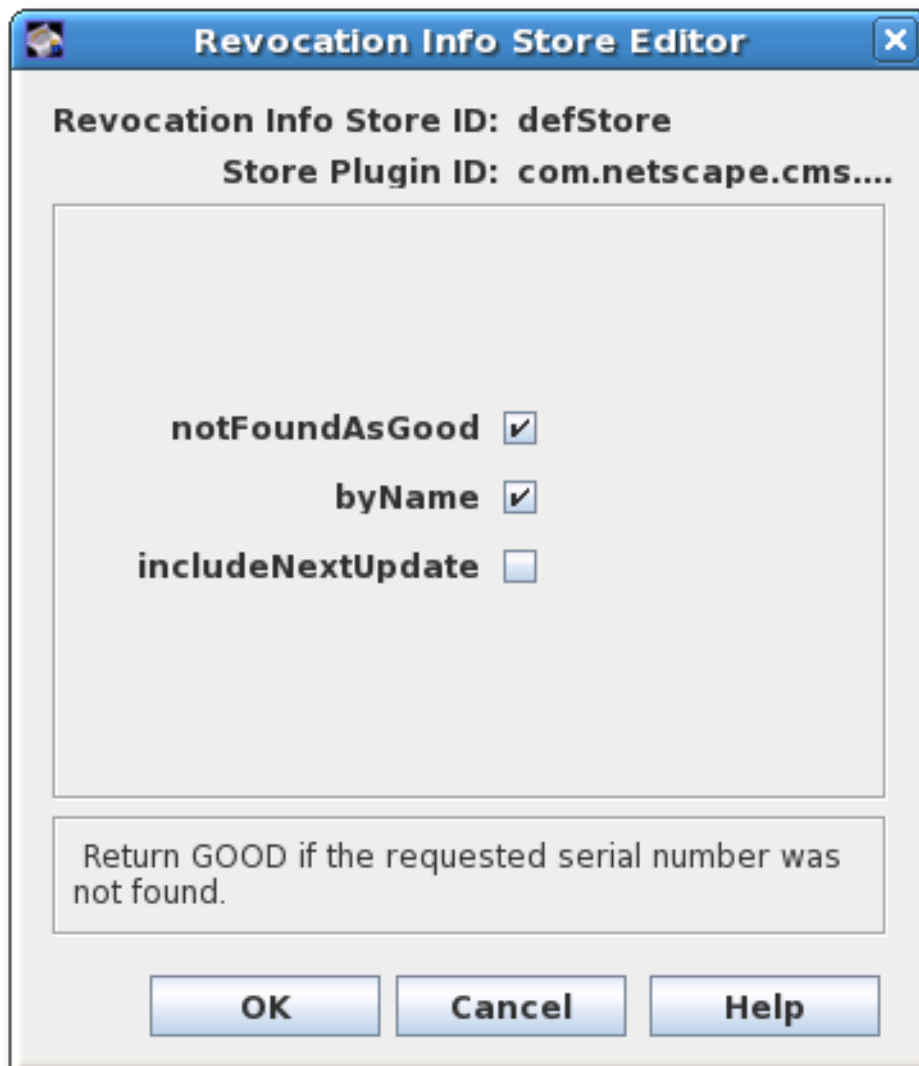 Revocation Info Store Editor
Revocation Info Store ID: defStore
Store Plugin ID: com.netscape.cms....
notFoundAsGood
byName
includeNextUpdate
Return GOOD if the requested serial number was
not found.
OK Cancel Help